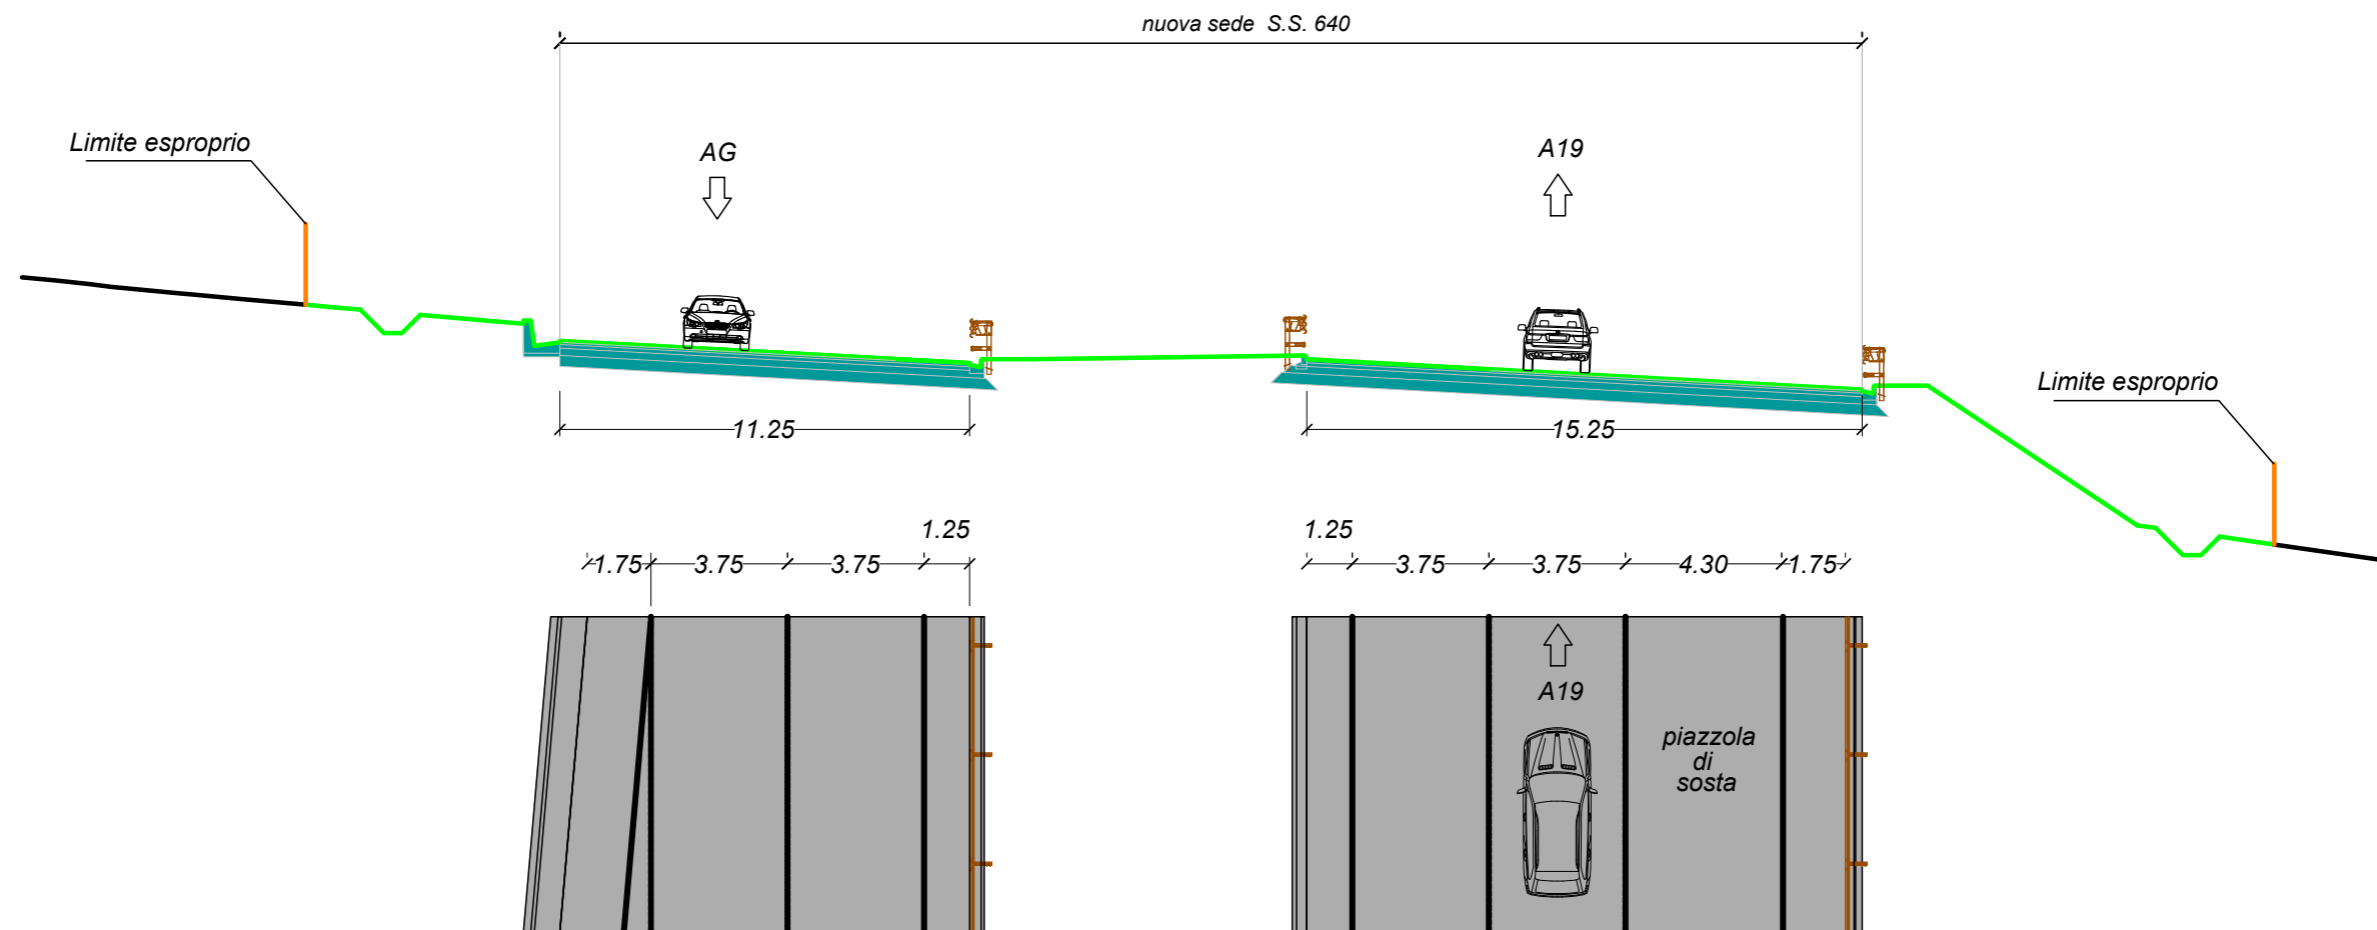 nuova sede S.S. 640
Limite esproprio
AG
A19
Limite esproprio
11.25
15.25
1.25
1.75
3.75
3.75
1.25
3.75
3.75
4.30
1.75
A19
piazzola
di
sosta